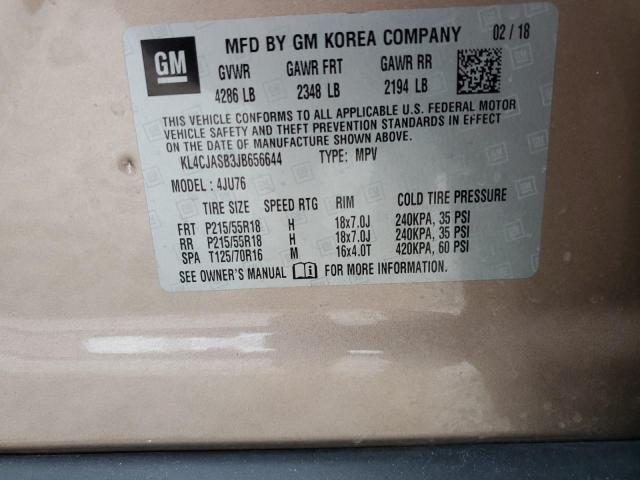 GM
MFD BY GM KOREA COMPANY 02 / 18
GVWR GAWR FRT GAWR RR
4286 LB 2348 LB 2194 LB
THIS VEHICLE CONFORMS TO ALL APPLICABLE U.S. FEDERAL MOTOR
VEHICLE SAFETY AND THEFT PREVENTION STANDARDS IN EFFECT
ON THE DATE OF MANUFACTURE SHOWN ABOVE.
KL4CJASB3JB656644 TYPE: MPV
MODEL : 4JU76
TIRE SIZE SPEED RTG RIM COLD TIRE PRESSURE
FRT P215/55R18 H 18x7.0J 240KPA, 35 PSI
RR P215/55R18 H 18x7.0J 240KPA, 35 PSI
SPA T125/70R16 M 16x4.0T 420KPA, 60 PSI
SEE OWNER'S MANUAL FOR MORE INFORMATION.